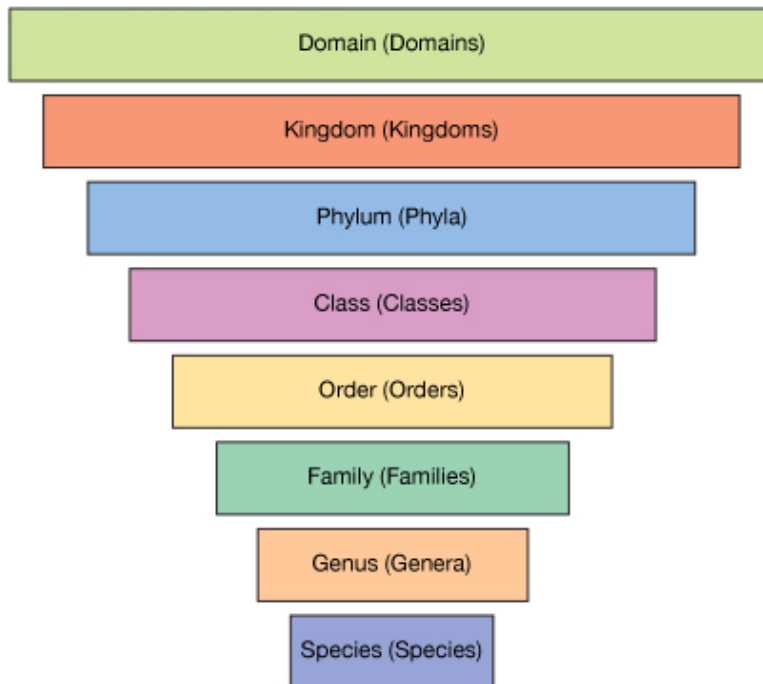 Domain (Domains)
Kingdom (Kingdoms)
Phylum (Phyla)
Class (Classes)
Order (Orders)
Family (Families)
Genus (Genera)
Species (Species)